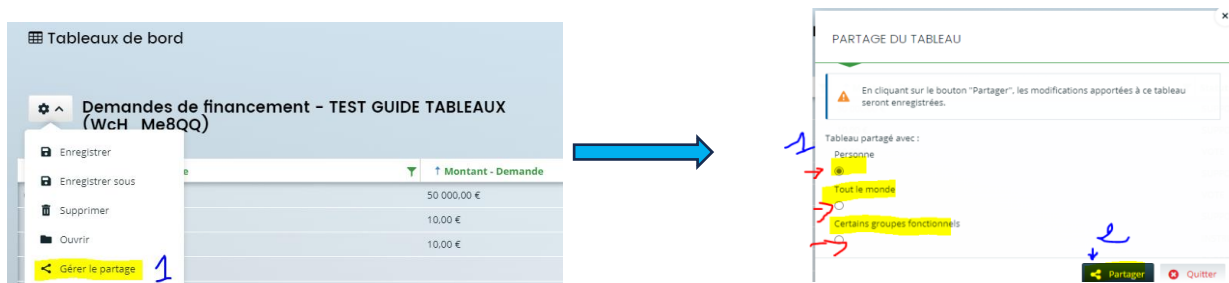 Tableaux de bord
Demandes de financement - TEST GUIDE TABLEAUX
(WcH_Me8QQ)
Enregistrer
Enregistrer sous
Supprimer
Ouvrir
Gérer le partage
1
e
↑ Montant - Demande
50 000,00 €
10,00 €
10,00 €
x
PARTAGE DU TABLEAU
En cliquant sur le bouton "Partager", les modifications apportées à ce tableau
seront enregistrées.
1
Tableau partagé avec :
Personne
Tout le monde
Certains groupes fonctionnels
2
Partager
Quitter